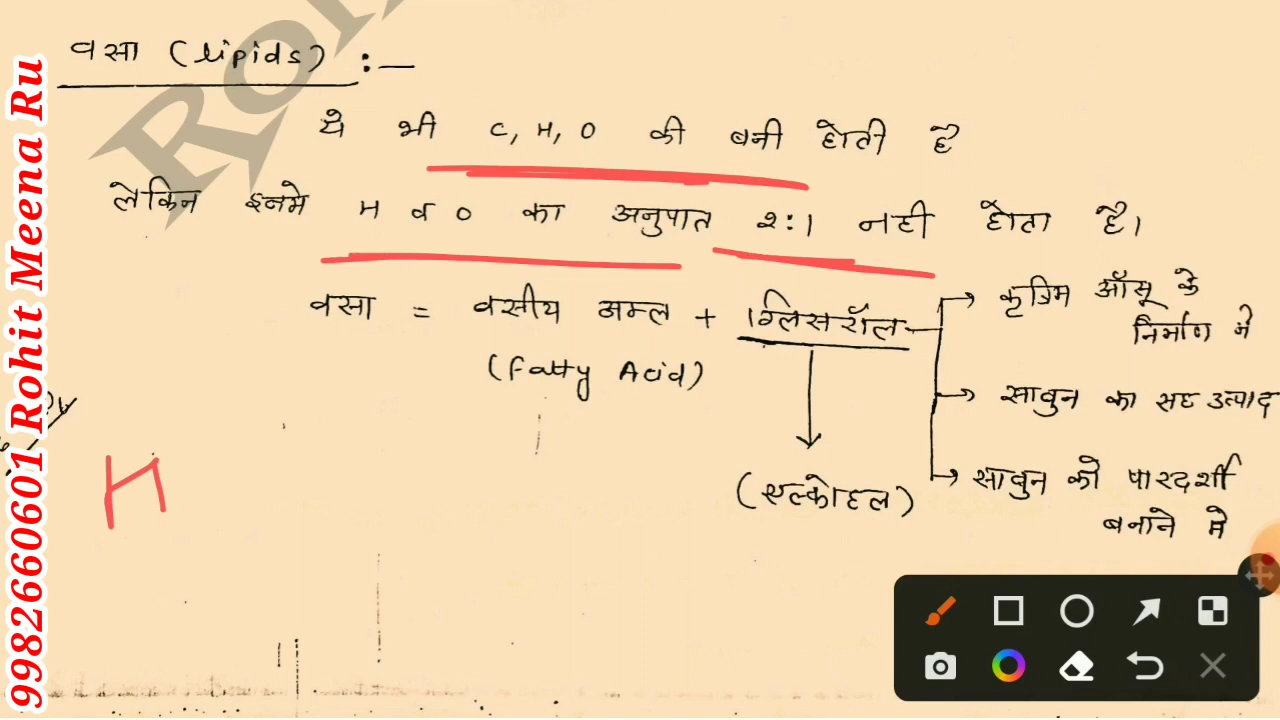 वसा (lipids) :—
ये भी C, H, O की बनी होती है
लेकिन इनमे H व O का अनुपात २:1 नही होता है।
वसा = वसीय अम्ल + ग्लिसरॉल
(Fatty Acid)
(एल्कोहल)
→ कृत्रिम आँसू के
निर्माण मे
→ साबुन का सह उत्पाद
→ साबुन को पारदर्शी
बनाने मे
H
9982660601 Rohit Meena Ru